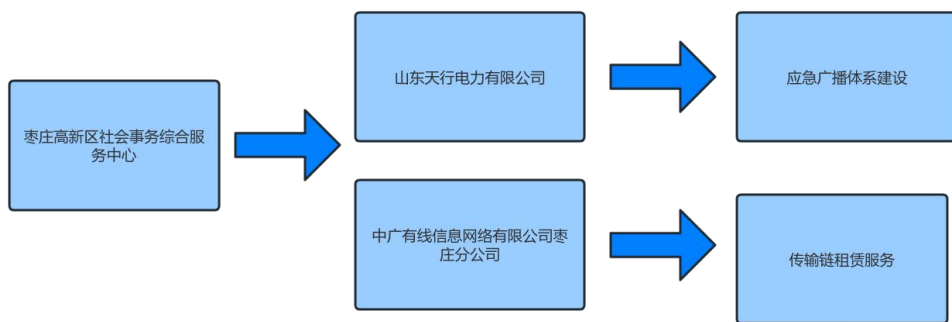 枣庄高新区社会事务综合服
务中心
山东天行电力有限公司
应急广播体系建设
中广有线信息网络有限公司枣
庄分公司
传输链租赁服务